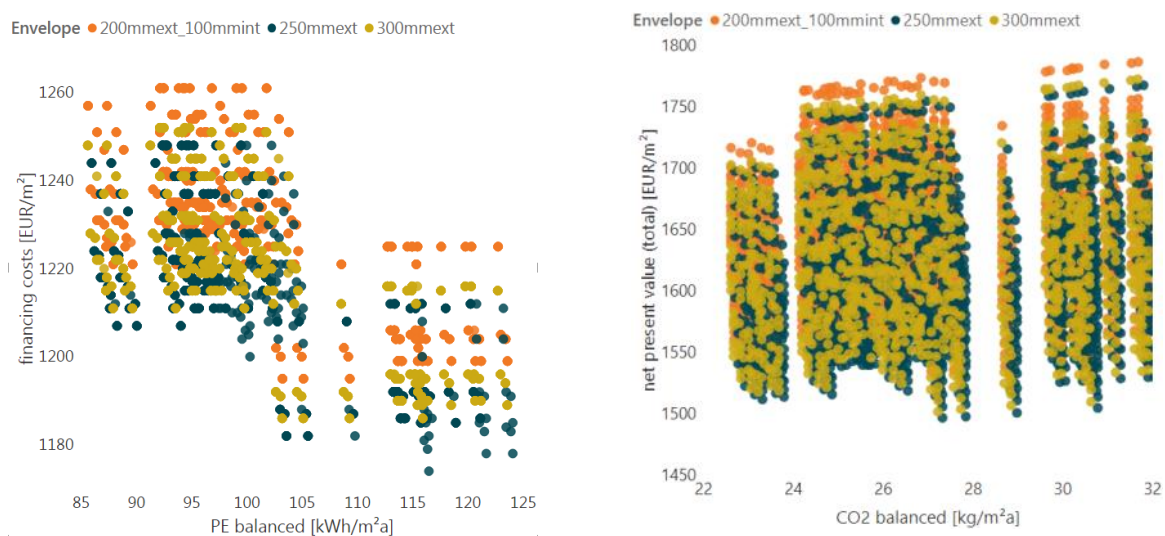 Envelope 200mmext_100mmint 250mmext 300mmext
financing costs [EUR/m²]
1260
1240
1220
1200
1180
85 90 95 100 105 110 115 120 125
PE balanced [kWh/m²a]
Envelope 200mmext_100mmint 250mmext 300mmext
net present value (total) [EUR/m²]
1800
1750
1700
1650
1600
1550
1500
1450
22 24 26 28 30 32
CO2 balanced [kg/m²a]